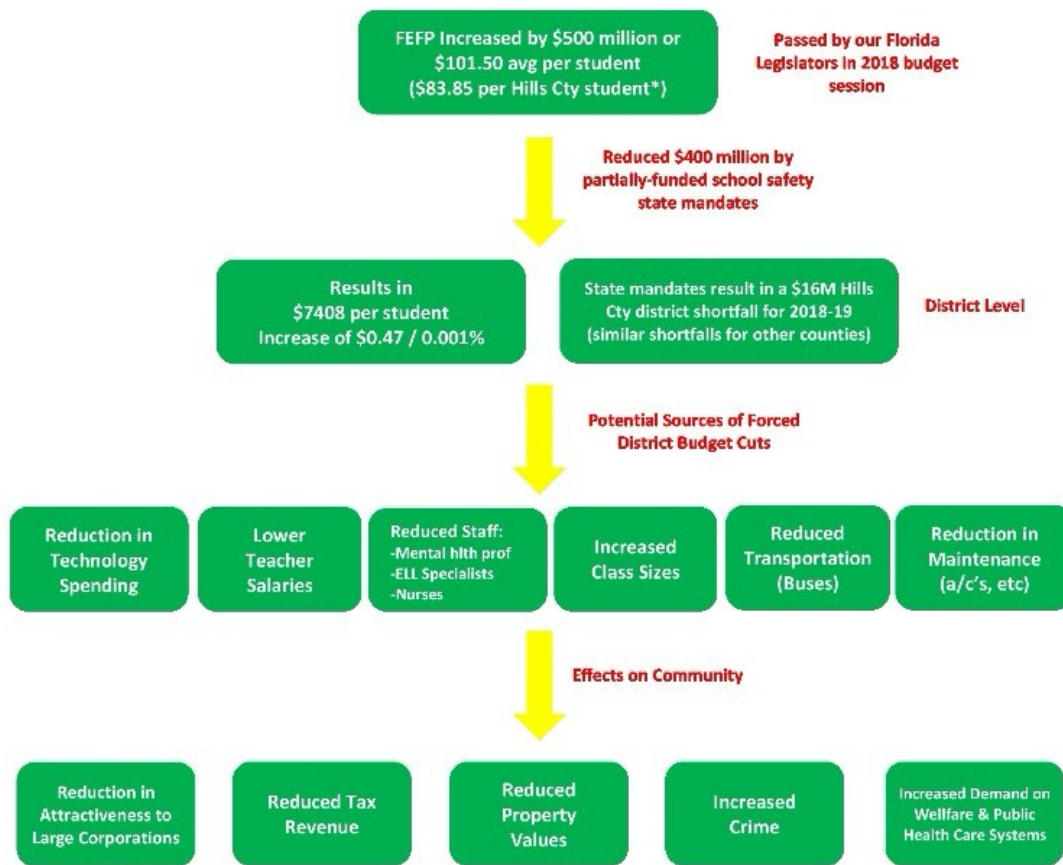 FEFP Increased by $500 million or
$101.50 avg per student
($83.85 per Hills Cty student*)
Passed by our Florida
Legislators in 2018 budget
session
Reduced $400 million by
partially-funded school safety
state mandates
Results in
$7408 per student
Increase of $0.47 / 0.001%
State mandates result in a $16M Hills
Cty district shortfall for 2018-19
(similar shortfalls for other counties)
District Level
Potential Sources of Forced
District Budget Cuts
Reduction in
Technology
Spending
Lower
Teacher
Salaries
Reduced Staff:
-Mental hlth prof
-ELL Specialists
-Nurses
Increased
Class Sizes
Reduced
Transportation
(Buses)
Reduction in
Maintenance
(a/c's, etc)
Effects on Community
Reduction in
Attractiveness to
Large Corporations
Reduced Tax
Revenue
Reduced
Property
Values
Increased
Crime
Increased Demand on
Wellfare & Public
Health Care Systems